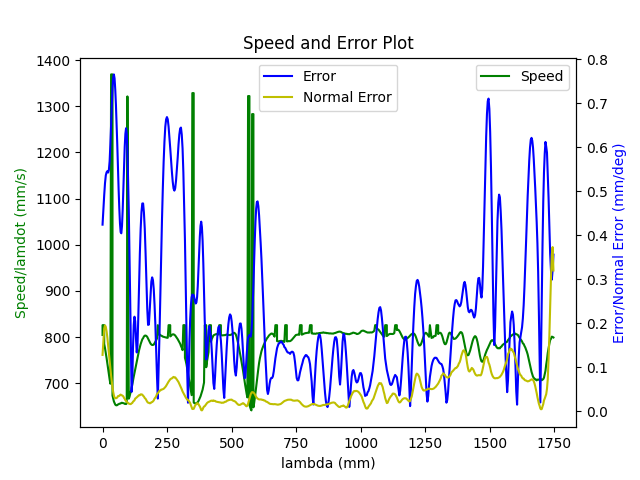 Speed and Error Plot
Error
Normal Error
Speed
1400
1300
1200
1100
1000
900
800
700
Speed/lamdot (mm/s)
0.8
0.7
0.6
0.5
0.4
0.3
0.2
0.1
0.0
Error/Normal Error (mm/deg)
0 250 500 750 1000 1250 1500 1750
lambda (mm)